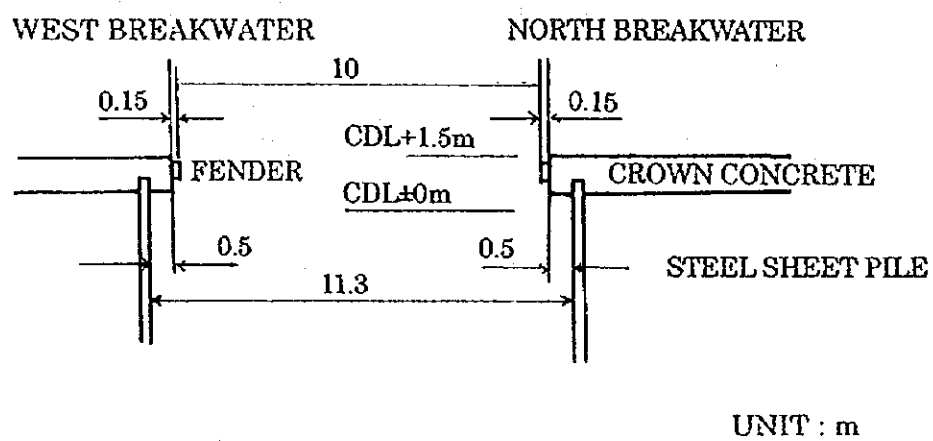 WEST BREAKWATER NORTH BREAKWATER
10
0.15 0.15
CDL+1.5m
FENDER CROWN CONCRETE
CDL±0m
0.5 0.5
STEEL SHEET PILE
11.3
UNIT : m